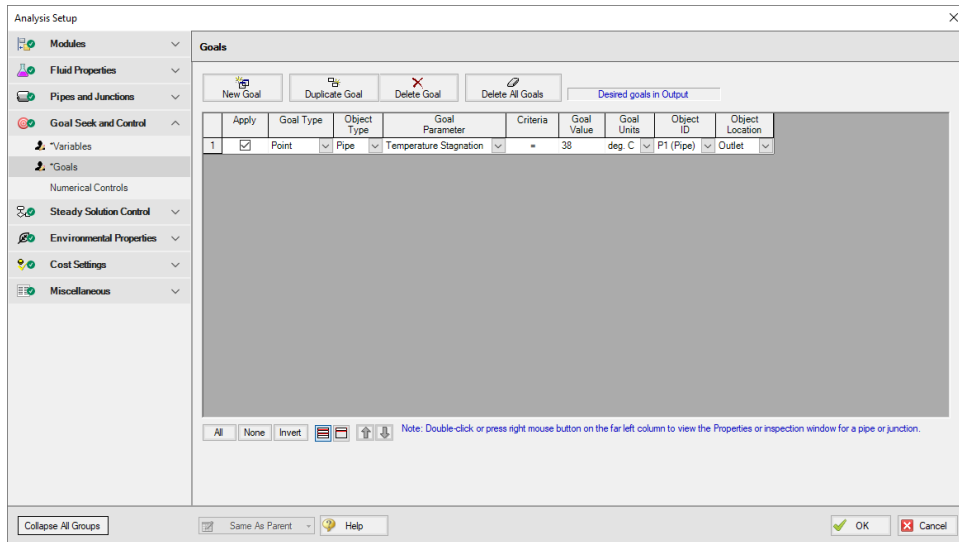 Analysis Setup
Modules
Fluid Properties
Pipes and Junctions
Goal Seek and Control
*Variables
*Goals
Numerical Controls
Steady Solution Control
Environmental Properties
Cost Settings
Miscellaneous
Goals
New Goal Duplicate Goal Delete Goal Delete All Goals Desired goals in Output
Apply Goal Type Object Type Goal Parameter Criteria Goal Value Goal Units Object ID Object Location
1 Point Pipe Temperature Stagnation = 38 deg. C P1 (Pipe) Outlet
All None Invert Note: Double-click or press right mouse button on the far left column to view the Properties or inspection window for a pipe or junction.
Collapse All Groups Same As Parent Help OK Cancel